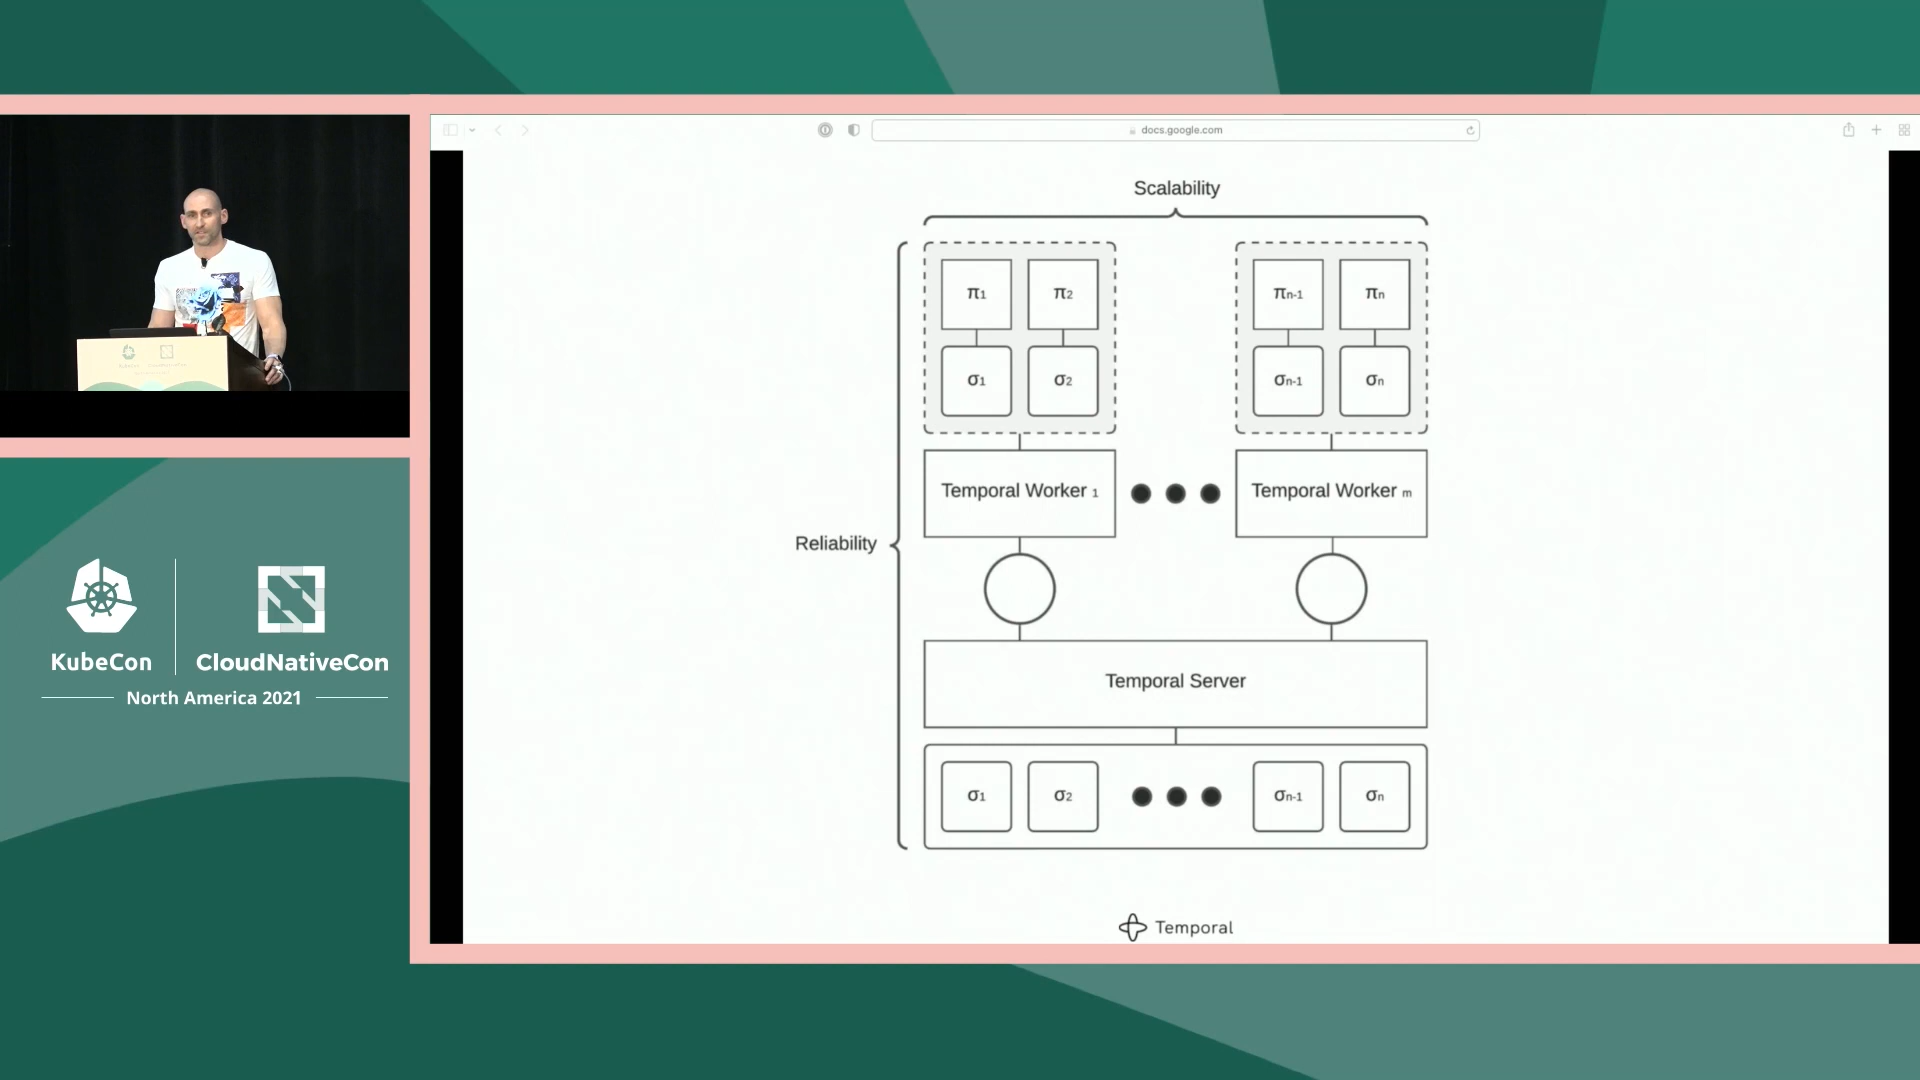 docs.google.com
Scalability
π1 π2 πn-1 πn
σ1 σ2 σn-1 σn
Temporal Worker 1 Temporal Worker m
Reliability
Temporal Server
σ1 σ2 σn-1 σn
Temporal
KubeCon CloudNativeCon
North America 2021